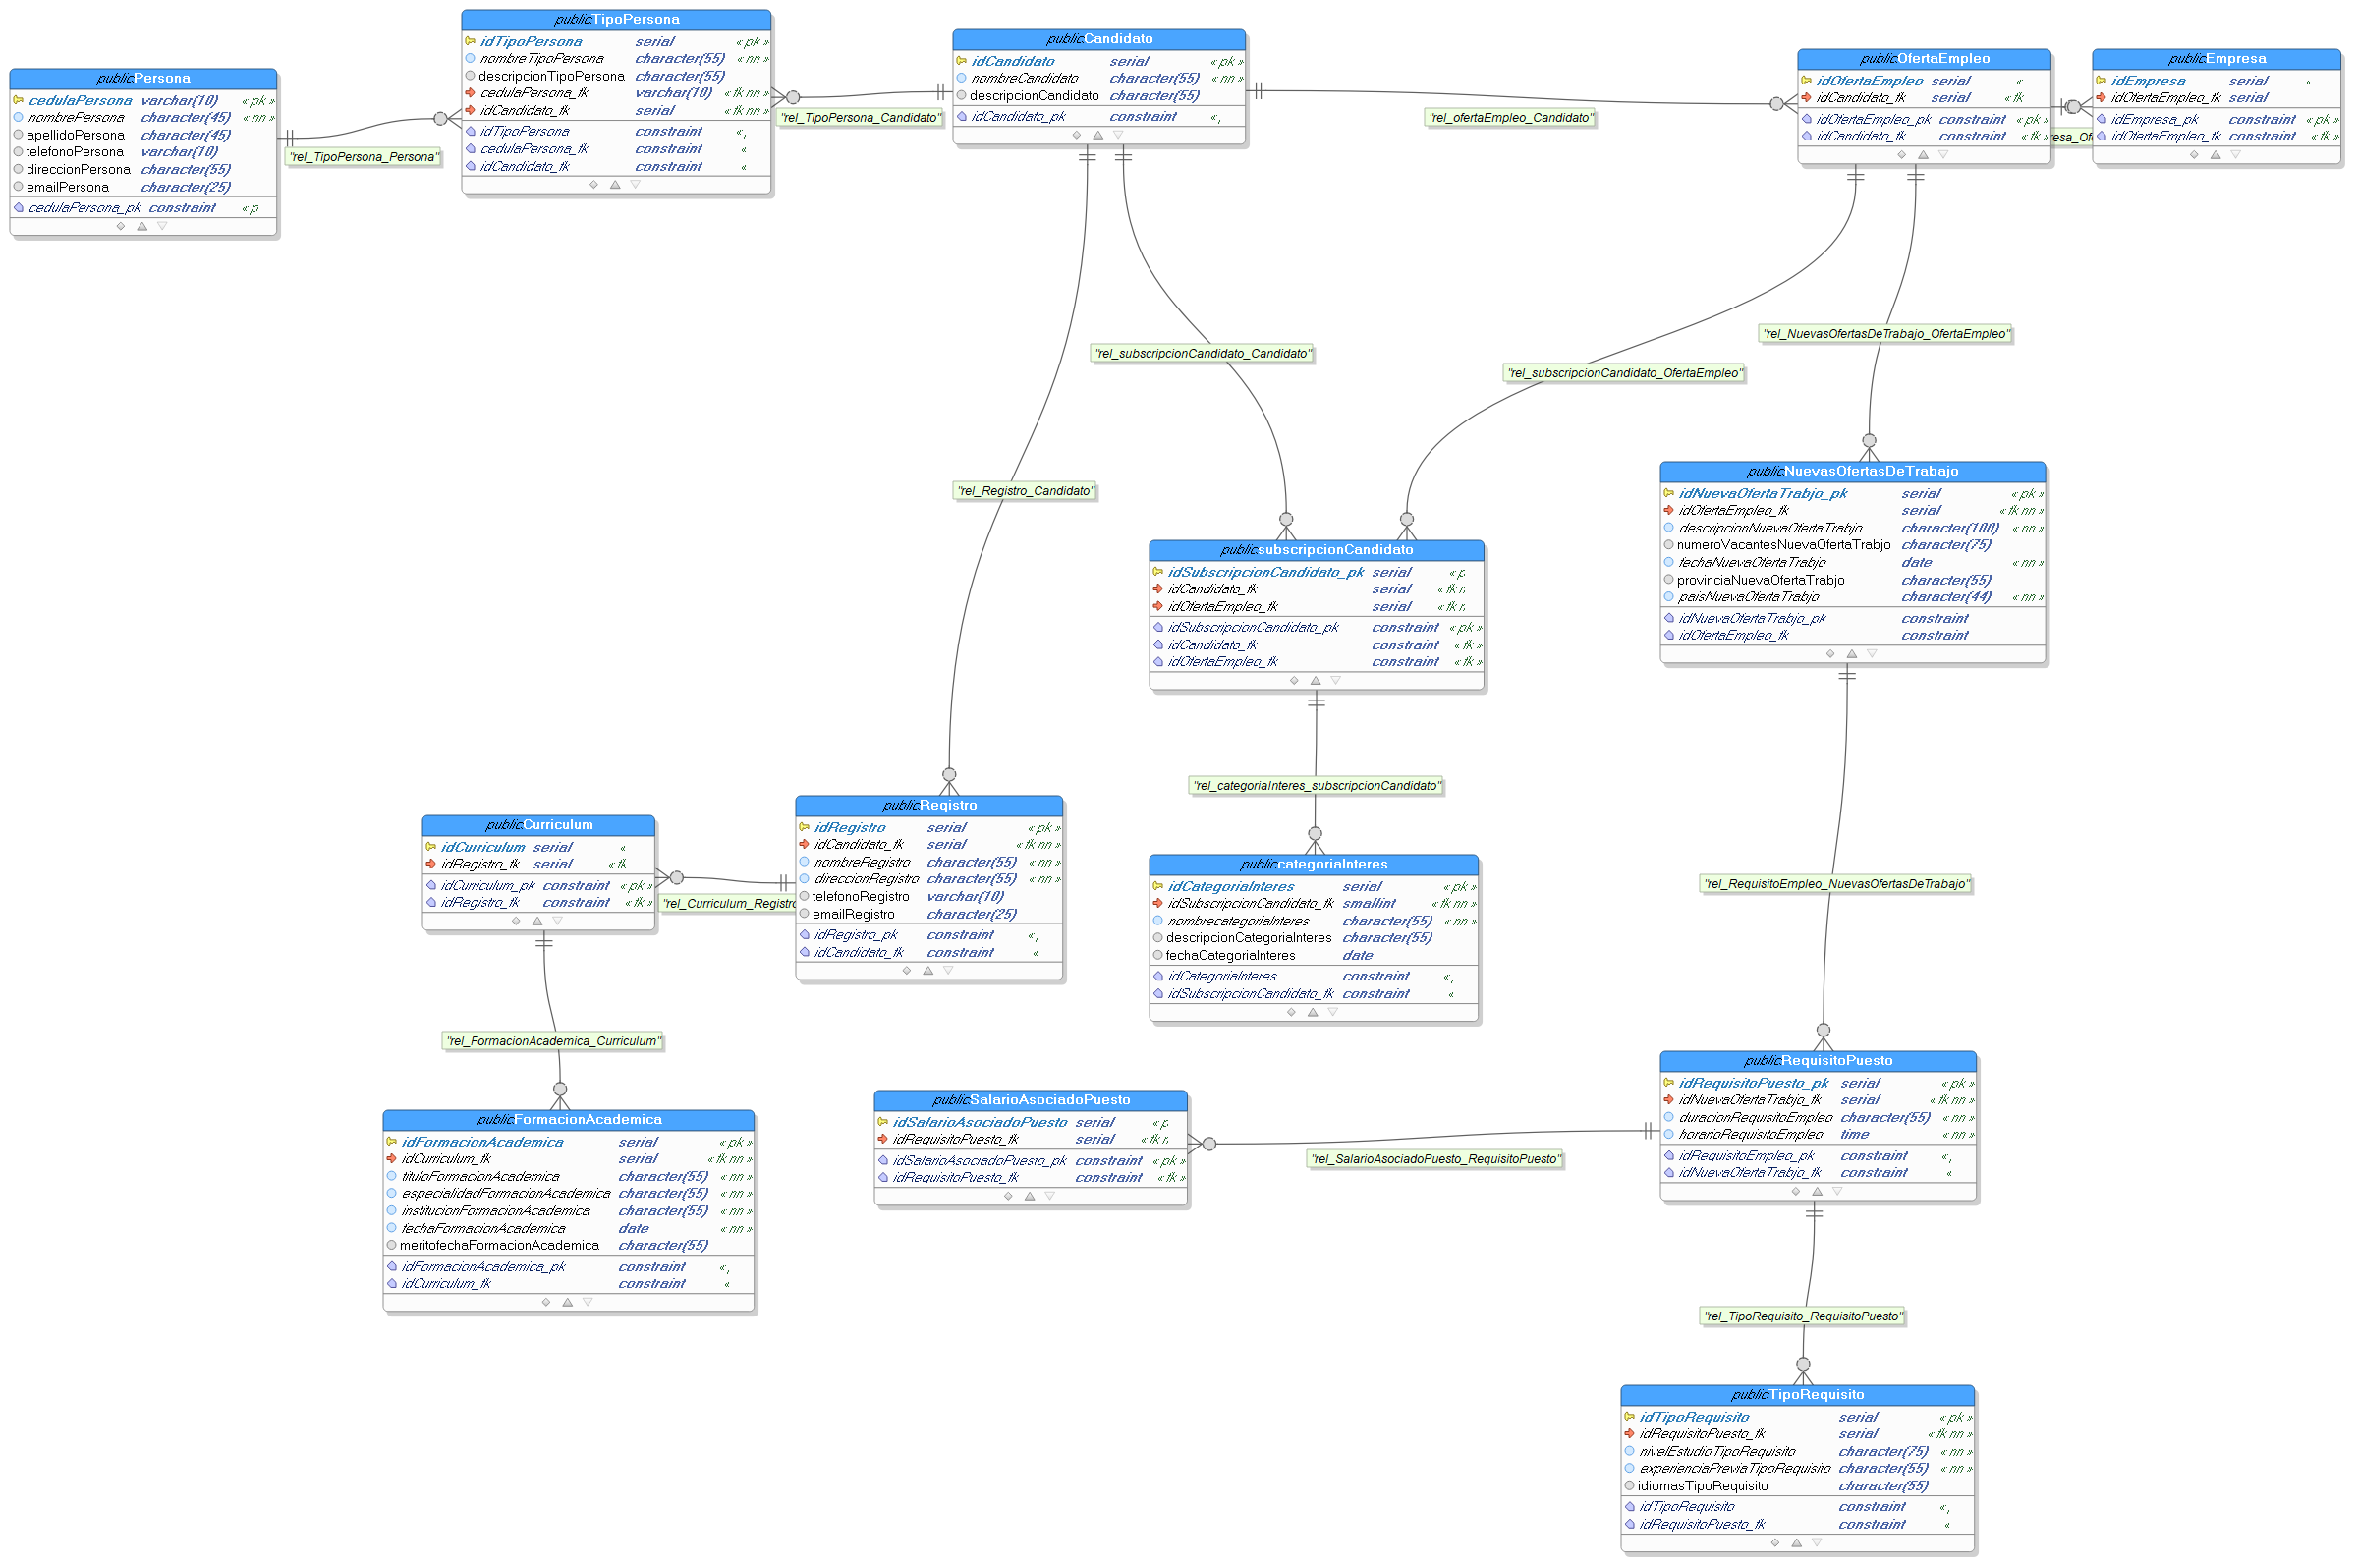 public.Persona
cedulaPersona varchar(10) « pk »
nombrePersona character(45) « nn »
apellidoPersona character(45)
telefonoPersona varchar(10)
direccionPersona character(55)
emailPersona character(25)
cedulaPersona_pk constraint « p
"rel_TipoPersona_Persona"
public.TipoPersona
idTipoPersona serial « pk »
nombreTipoPersona character(55) « nn »
descripcionTipoPersona character(55)
cedulaPersona_fk varchar(10) « fk nn »
idCandidato_fk serial « fk nn »
idTipoPersona constraint «
cedulaPersona_fk constraint «
idCandidato_fk constraint «
"rel_TipoPersona_Candidato"
public.Candidato
idCandidato serial « pk »
nombreCandidato character(55) « nn »
descripcionCandidato character(55)
idCandidato_pk constraint «
"rel_ofertaEmpleo_Candidato"
public.OfertaEmpleo
idOfertaEmpleo serial «
idCandidato_fk serial « fk
idOfertaEmpleo_pk constraint « pk »
idCandidato_fk constraint « fk »
resa_Ofe
public.Empresa
idEmpresa serial
idOfertaEmpleo_fk serial
idEmpresa_pk constraint « pk »
idOfertaEmpleo_fk constraint « fk »
"rel_NuevasOfertasDeTrabajo_OfertaEmpleo"
"rel_subscripcionCandidato_Candidato"
"rel_subscripcionCandidato_OfertaEmpleo"
"rel_Registro_Candidato"
public.NuevasOfertasDeTrabajo
idNuevaOfertaTrabjo_pk serial « pk »
idOfertaEmpleo_fk serial « fk nn »
descripcionNuevaOfertaTrabjo character(100) « nn »
numeroVacantesNuevaOfertaTrabjo character(75)
fechaNuevaOfertaTrabjo date « nn »
provinciaNuevaOfertaTrabjo character(55)
paisNuevaOfertaTrabjo character(44) « nn »
idNuevaOfertaTrabjo_pk constraint
idOfertaEmpleo_fk constraint
public.subscripcionCandidato
idSubscripcionCandidato_pk serial « p
idCandidato_fk serial « fk r
idOfertaEmpleo_fk serial « fk r
idSubscripcionCandidato_pk constraint « pk »
idCandidato_fk constraint « fk »
idOfertaEmpleo_fk constraint « fk »
"rel_categoriaInteres_subscripcionCandidato"
public.Curriculum
idCurriculum serial «
idRegistro_fk serial « fk
idCurriculum_pk constraint « pk »
idRegistro_fk constraint « fk »
"rel_Curriculum_Registro
public.Registro
idRegistro serial « pk »
idCandidato_fk serial « fk nn »
nombreRegistro character(55) « nn »
direccionRegistro character(55) « nn »
telefonoRegistro varchar(10)
emailRegistro character(25)
idRegistro_pk constraint «
idCandidato_fk constraint «
public.categoriaInteres
idCategoriaInteres serial « pk »
idSubscripcionCandidato_fk smallint « fk nn »
nombrecategoriaInteres character(55) « nn »
descripcionCategoriaInteres character(55)
fechaCategoriaInteres date
idCategoriaInteres constraint «
idSubscripcionCandidato_fk constraint «
"rel_RequisitoEmpleo_NuevasOfertasDeTrabajo"
"rel_FormacionAcademica_Curriculum"
public.FormacionAcademica
idFormacionAcademica serial « pk »
idCurriculum_fk serial « fk nn »
tituloFormacionAcademica character(55) « nn »
especialidadFormacionAcademica character(55) « nn »
institucionFormacionAcademica character(55) « nn »
fechaFormacionAcademica date « nn »
meritofechaFormacionAcademica character(55)
idFormacionAcademica_pk constraint «
idCurriculum_fk constraint «
public.SalarioAsociadoPuesto
idSalarioAsociadoPuesto serial « p
idRequisitoPuesto_fk serial « fk r
idSalarioAsociadoPuesto_pk constraint « pk »
idRequisitoPuesto_fk constraint « fk »
"rel_SalarioAsociadoPuesto_RequisitoPuesto"
public.RequisitoPuesto
idRequisitoPuesto_pk serial « pk »
idNuevaOfertaTrabjo_fk serial « fk nn »
duracionRequisitoEmpleo character(55) « nn »
horarioRequisitoEmpleo time « nn »
idRequisitoEmpleo_pk constraint «
idNuevaOfertaTrabjo_fk constraint «
"rel_TipoRequisito_RequisitoPuesto"
public.TipoRequisito
idTipoRequisito serial « pk »
idRequisitoPuesto_fk serial « fk nn »
nivelEstudioTipoRequisito character(75) « nn »
experienciaPreviaTipoRequisito character(55) « nn »
idiomasTipoRequisito character(55)
idTipoRequisito constraint «
idRequisitoPuesto_fk constraint «